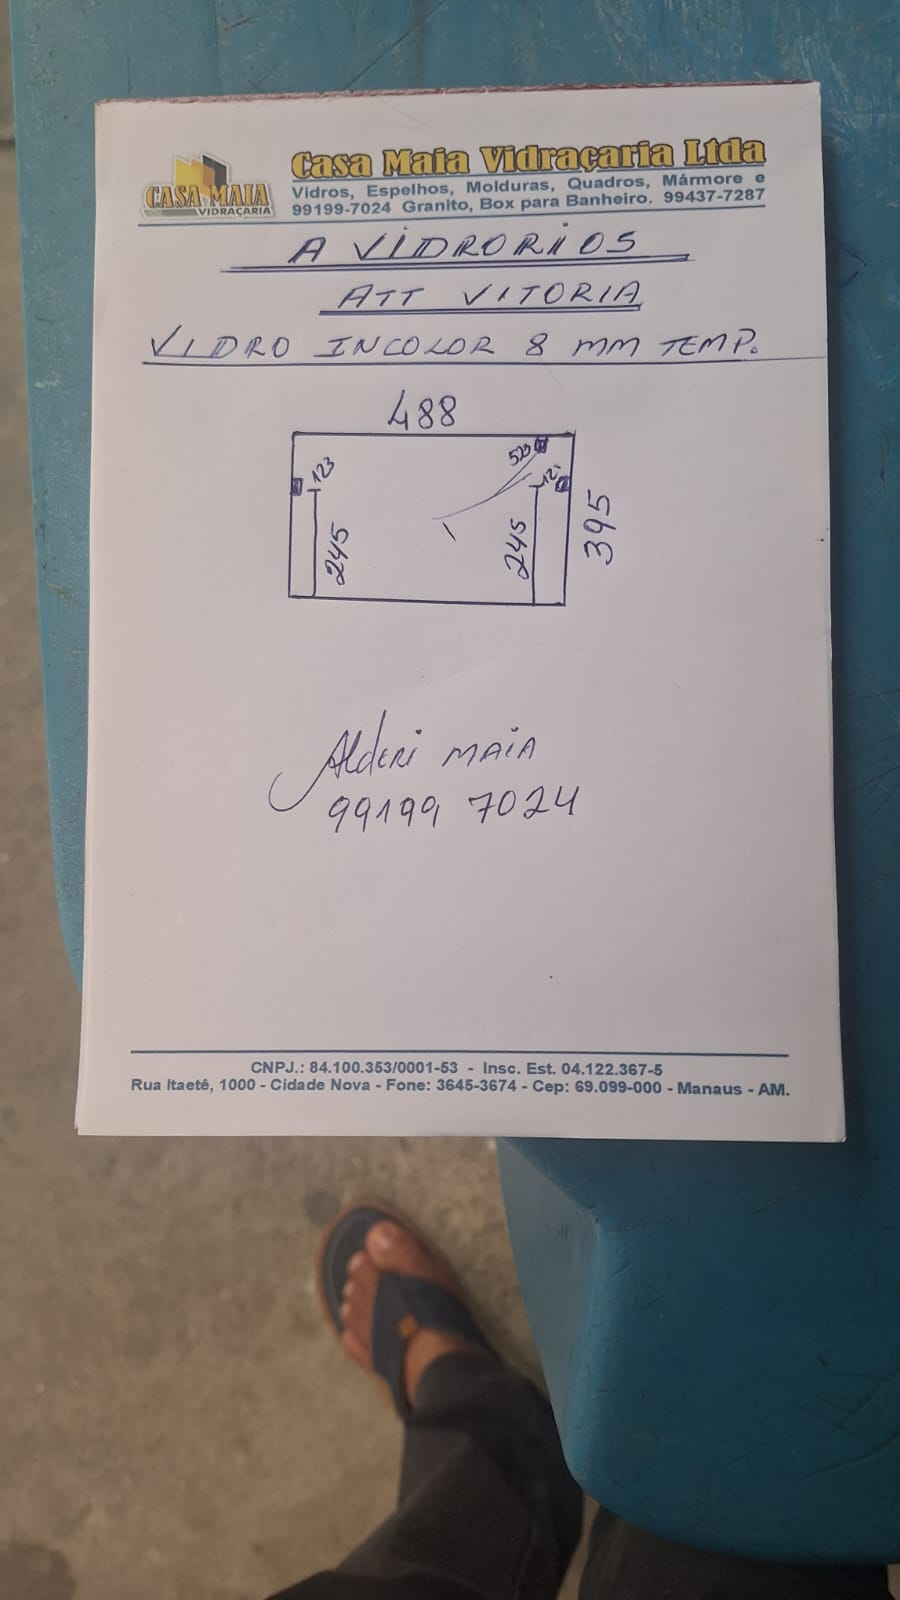 CASA MAIA
VIDRAÇARIA
Casa Maia Vidraçaria Ltda
Vidros, Espelhos, Molduras, Quadros, Mármore e
99199-7024 Granito, Box para Banheiro. 99437-7287
A VIDRORIOS
ATT VITORIA
VIDRO INCOLOR 8 MM TEMP.
488
123
245
245
395
Alderi MAIA
99199 7024
CNPJ.: 84.100.353/0001-53 - Insc. Est. 04.122.367-5
Rua Itaetê, 1000 - Cidade Nova - Fone: 3645-3674 - Cep: 69.099-000 - Manaus - AM.